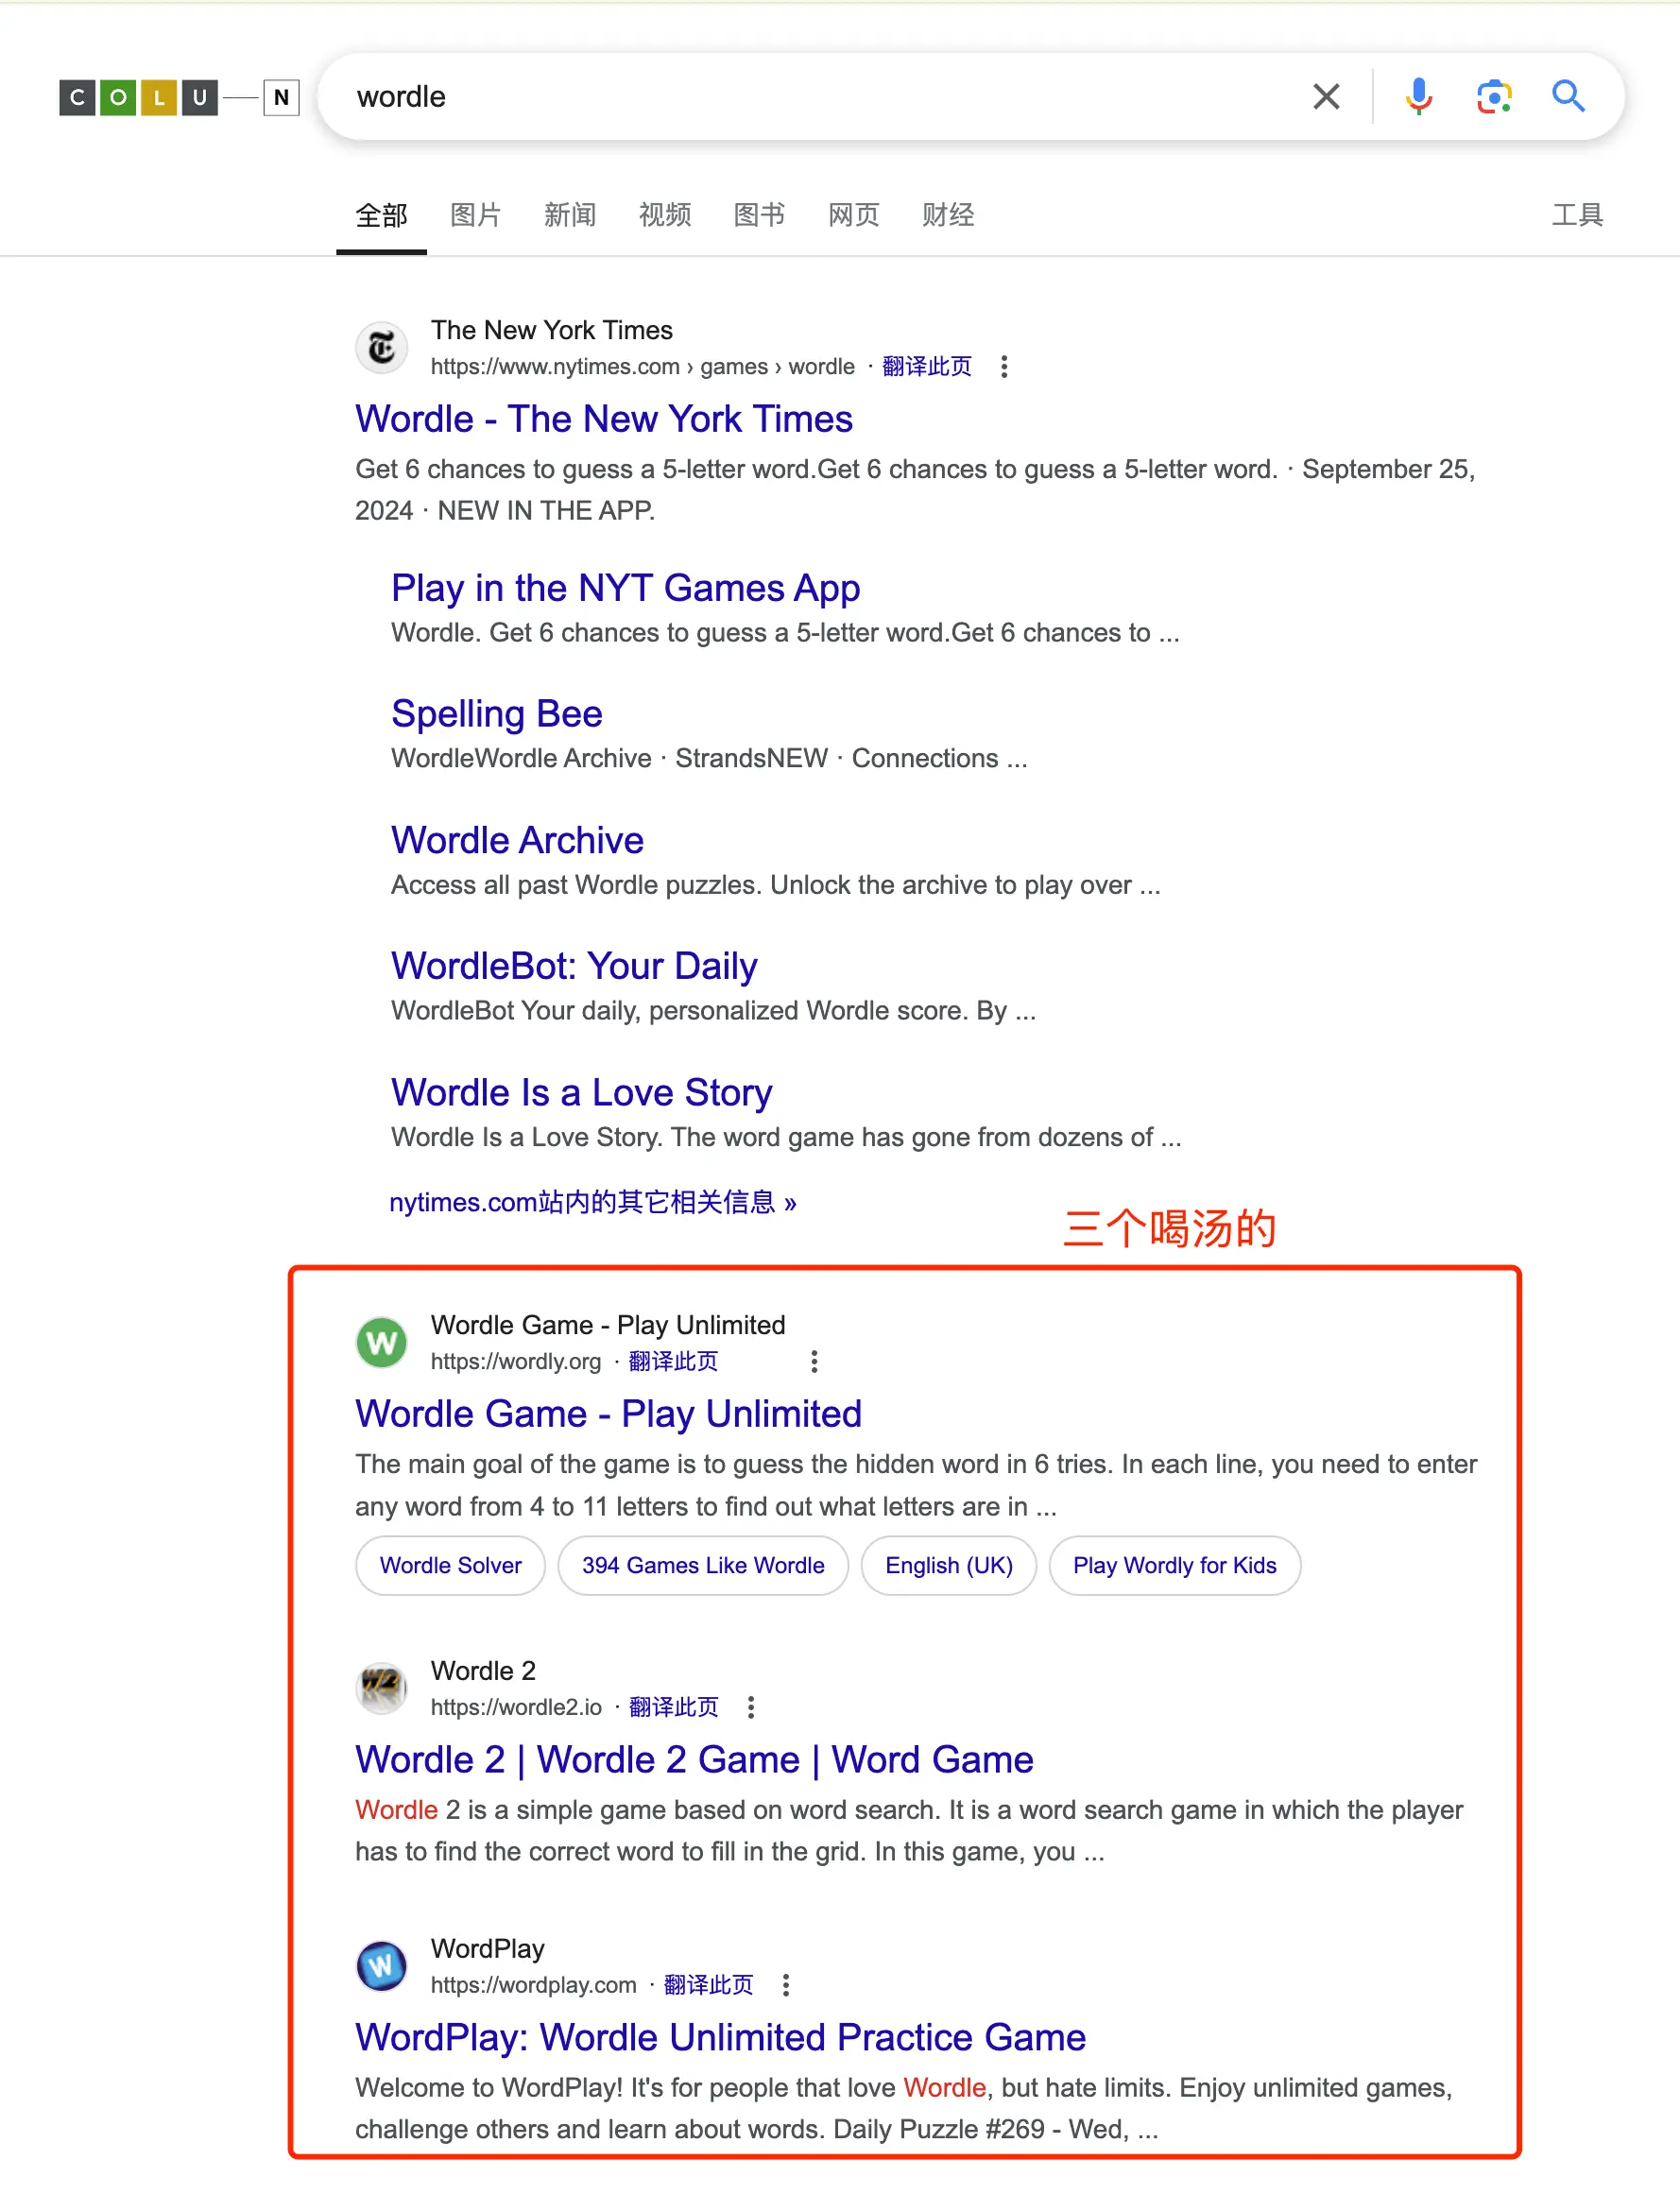 C O L U N
wordle
全部 图片 新闻 视频 图书 网页 财经 工具
The New York Times
https://www.nytimes.com › games › wordle · 翻译此页
Wordle - The New York Times
Get 6 chances to guess a 5-letter word.Get 6 chances to guess a 5-letter word. · September 25,
2024 · NEW IN THE APP.
Play in the NYT Games App
Wordle. Get 6 chances to guess a 5-letter word.Get 6 chances to ...
Spelling Bee
WordleWordle Archive · StrandsNEW · Connections ...
Wordle Archive
Access all past Wordle puzzles. Unlock the archive to play over ...
WordleBot: Your Daily
WordleBot Your daily, personalized Wordle score. By ...
Wordle Is a Love Story
Wordle Is a Love Story. The word game has gone from dozens of ...
nytimes.com站内的其它相关信息 »
三个喝汤的
W
Wordle Game - Play Unlimited
https://wordly.org · 翻译此页
Wordle Game - Play Unlimited
The main goal of the game is to guess the hidden word in 6 tries. In each line, you need to enter
any word from 4 to 11 letters to find out what letters are in ...
Wordle Solver 394 Games Like Wordle English (UK) Play Wordly for Kids
W2
Wordle 2
https://wordle2.io · 翻译此页
Wordle 2 | Wordle 2 Game | Word Game
Wordle 2 is a simple game based on word search. It is a word search game in which the player
has to find the correct word to fill in the grid. In this game, you ...
W
WordPlay
https://wordplay.com · 翻译此页
WordPlay: Wordle Unlimited Practice Game
Welcome to WordPlay! It's for people that love Wordle, but hate limits. Enjoy unlimited games,
challenge others and learn about words. Daily Puzzle #269 - Wed, ...